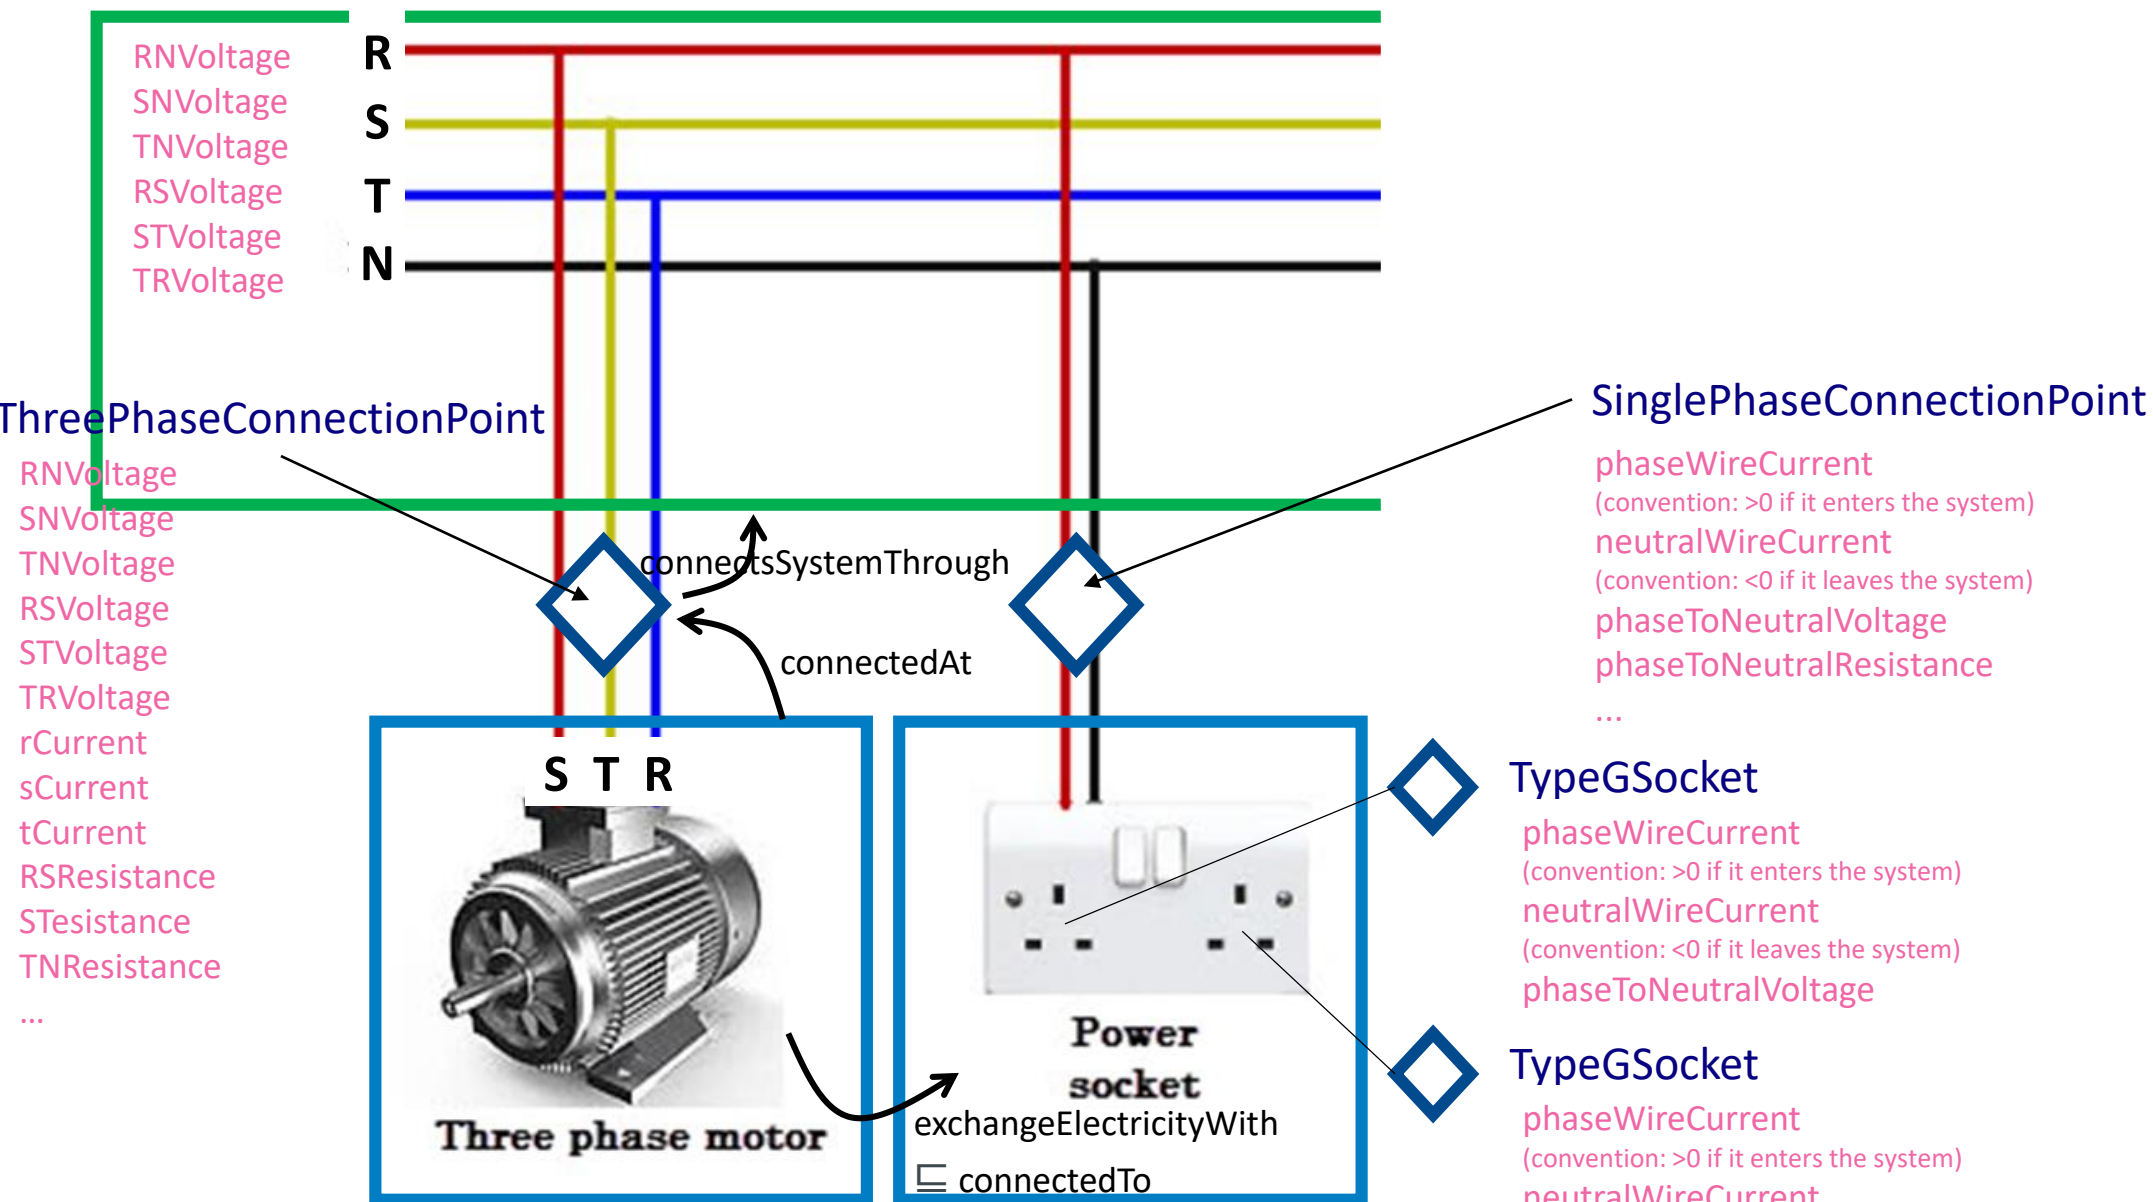 RNVoltage
SNVoltage
TNVoltage
RSVoltage
STVoltage
TRVoltage
R
S
T
N
ThreePhaseConnectionPoint
RNVoltage
SNVoltage
TNVoltage
RSVoltage
STVoltage
TRVoltage
rCurrent
sCurrent
tCurrent
RSResistance
STesistance
TNResistance
...
connectsSystemThrough
connectedAt
S T R
Three phase motor
Power
socket
exchangeElectricityWith
⊑ connectedTo
SinglePhaseConnectionPoint
phaseWireCurrent
(convention: >0 if it enters the system)
neutralWireCurrent
(convention: <0 if it leaves the system)
phaseToNeutralVoltage
phaseToNeutralResistance
...
TypeGSocket
phaseWireCurrent
(convention: >0 if it enters the system)
neutralWireCurrent
(convention: <0 if it leaves the system)
phaseToNeutralVoltage
TypeGSocket
phaseWireCurrent
(convention: >0 if it enters the system)
neutralWireCurrent